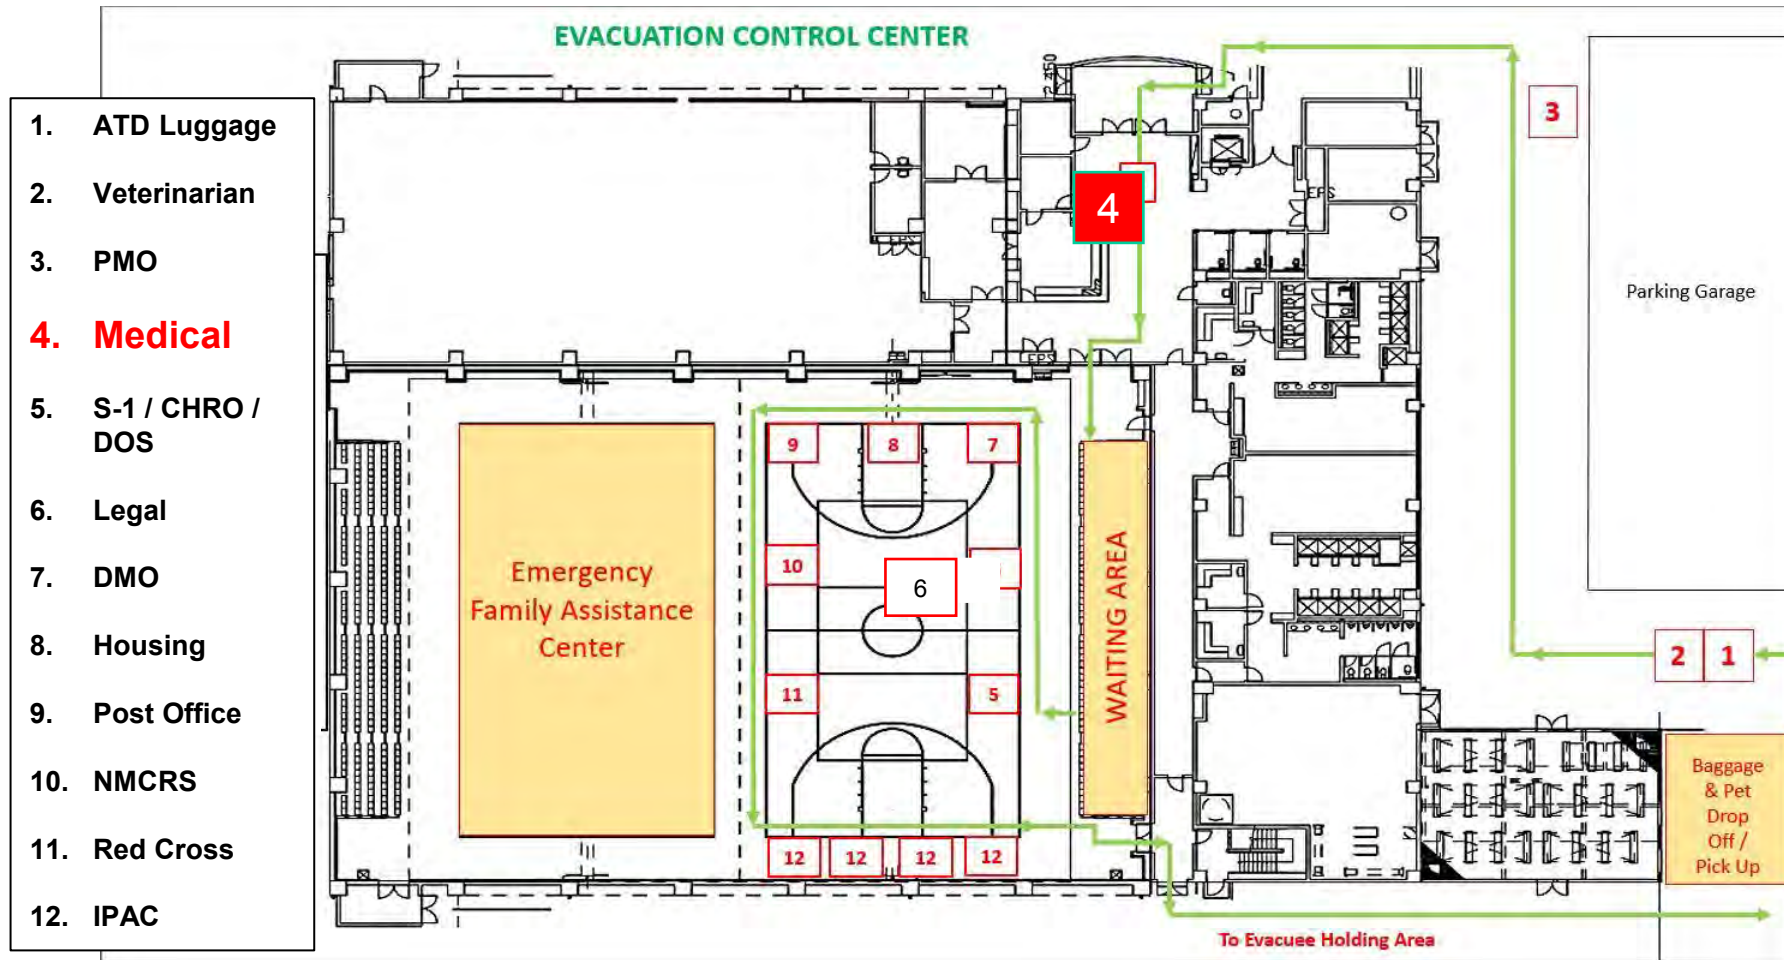 EVACUATION CONTROL CENTER
1. ATD Luggage
2. Veterinarian
3. PMO
4. Medical
5. S-1 / CHRO /
DOS
6. Legal
7. DMO
8. Housing
9. Post Office
10. NMCRS
11. Red Cross
12. IPAC
3
4
EPS
EPS
EPS
Parking Garage
9
8
7
10
6
11
5
Emergency
Family Assistance
Center
WAITING AREA
2
1
12
12
12
12
Baggage
& Pet
Drop
Off /
Pick Up
To Evacuee Holding Area